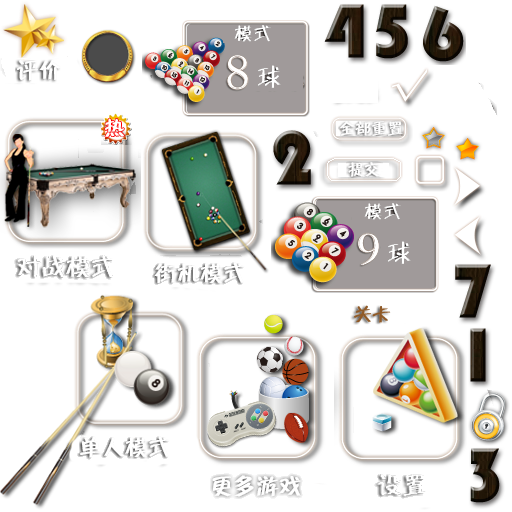 评价
模式
8球
456
全部重置
提交
热
2
对战模式
街机模式
模式
9球
7
关卡
1
单人模式
8
更多游戏
设置
3